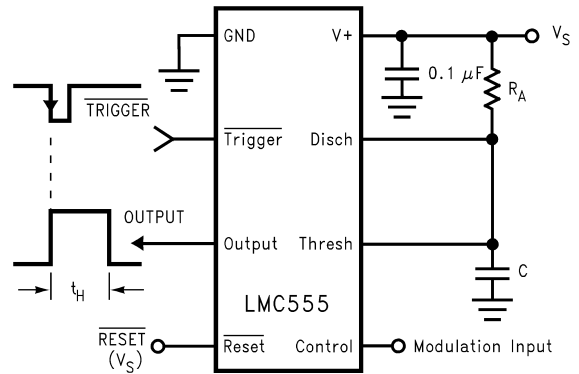 GND
V+
V_S
0.1 μF
R_A
TRIGGER
Trigger
Disch
OUTPUT
Output
Thresh
C
t_H
LMC555
RESET
(V_S)
Reset
Control
Modulation Input